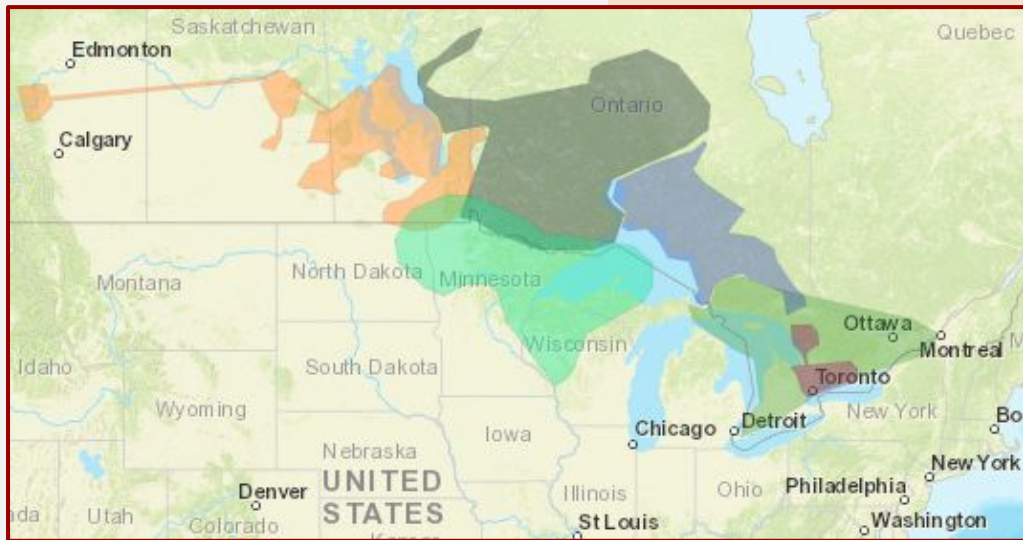 Saskatchewan
Quebec
Edmonton
Ontario
Calgary
Montana
North Dakota
Minnesota
Ottawa
Montreal
Idaho
South Dakota
Wisconsin
Toronto
Wyoming
New York
Iowa
Chicago
Detroit
Bo
Nebraska
UNITED
STATES
New York
Denver
Illinois
Ohio
Philadelphia
Utah
Colorado
St Louis
Washington